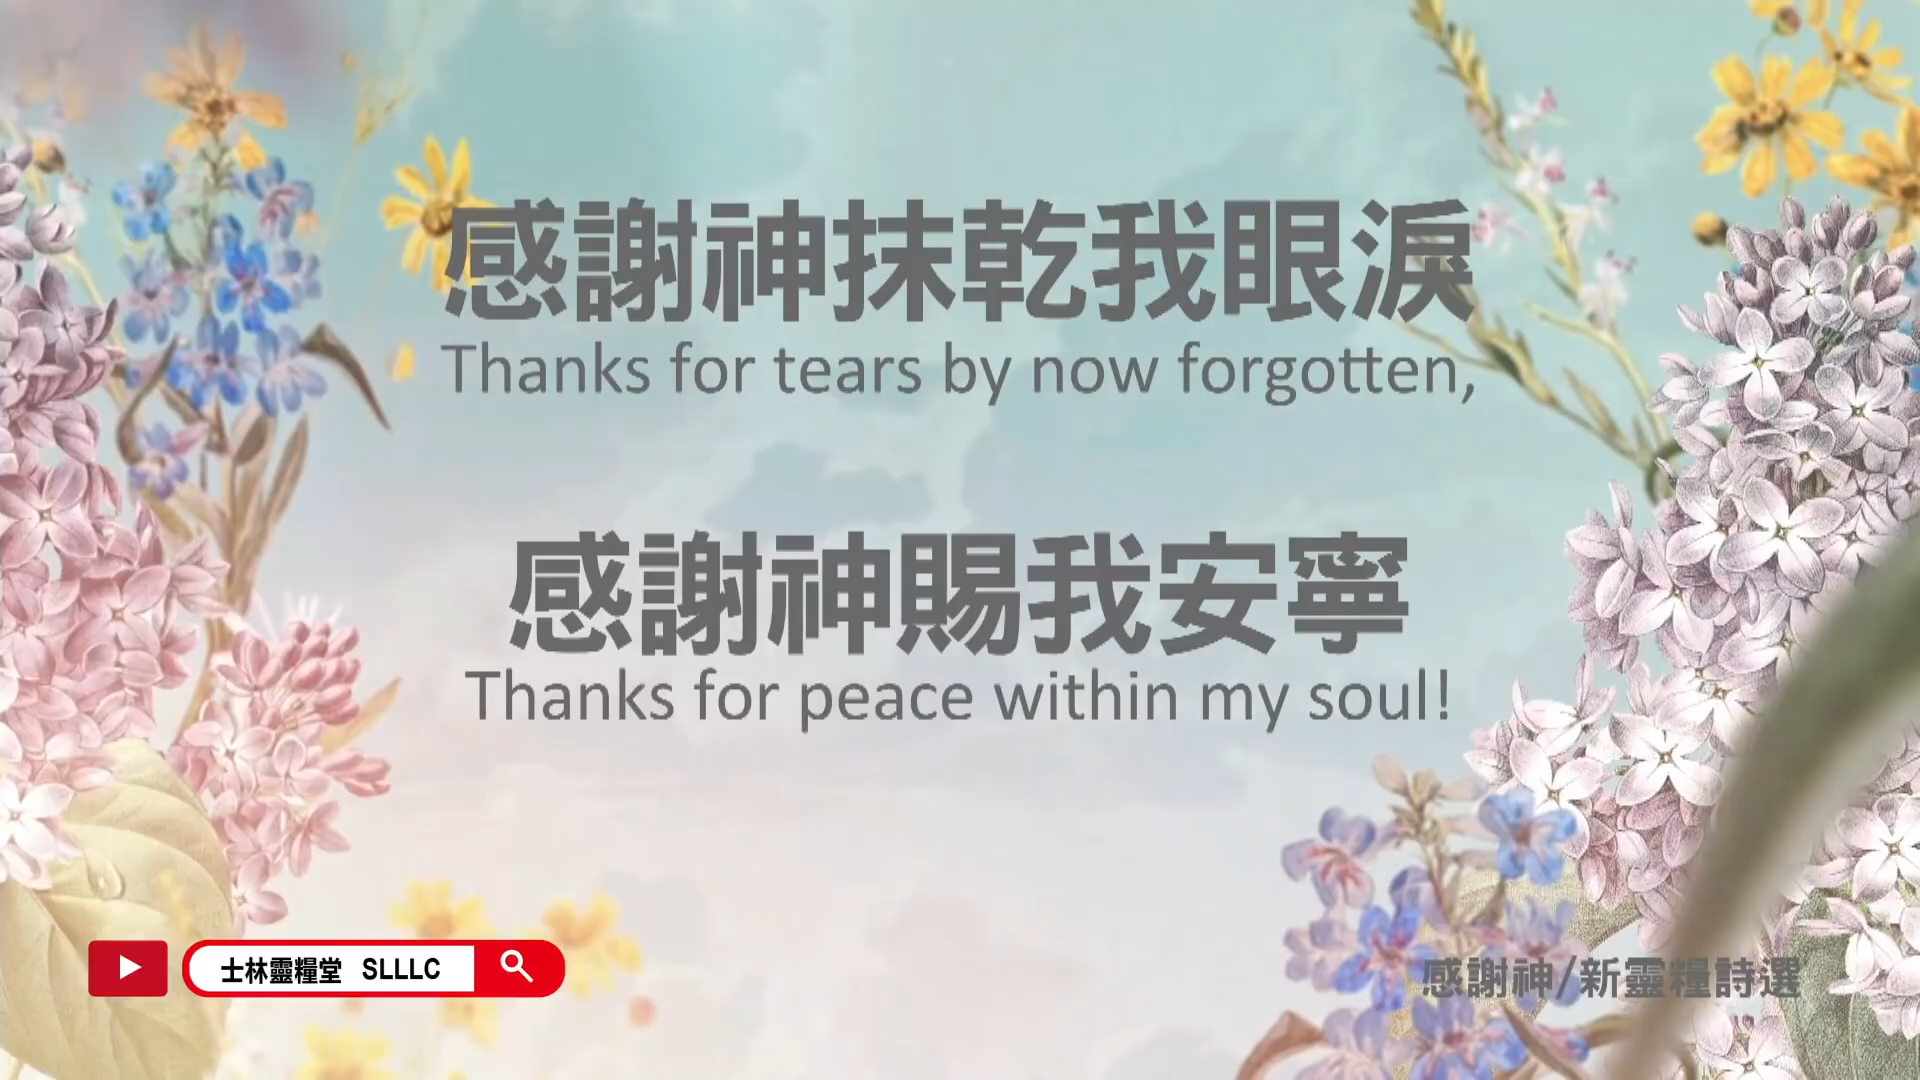 感謝神抹乾我眼淚
Thanks for tears by now forgotten,
感謝神賜我安寧
Thanks for peace within my soul!
士林靈糧堂 SLLLC
感謝神/新靈糧詩選